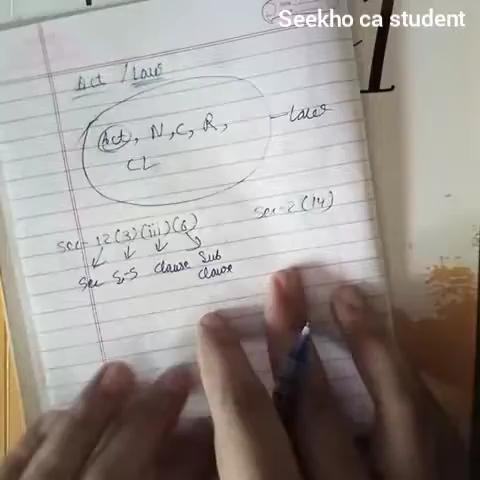 Seekho ca student
Act / Law
Act, N, C, R,
CL
Law
Sec-12(3)(iii)(6)
Sec S-S Clause Sub
Clause
Sec-2(14)